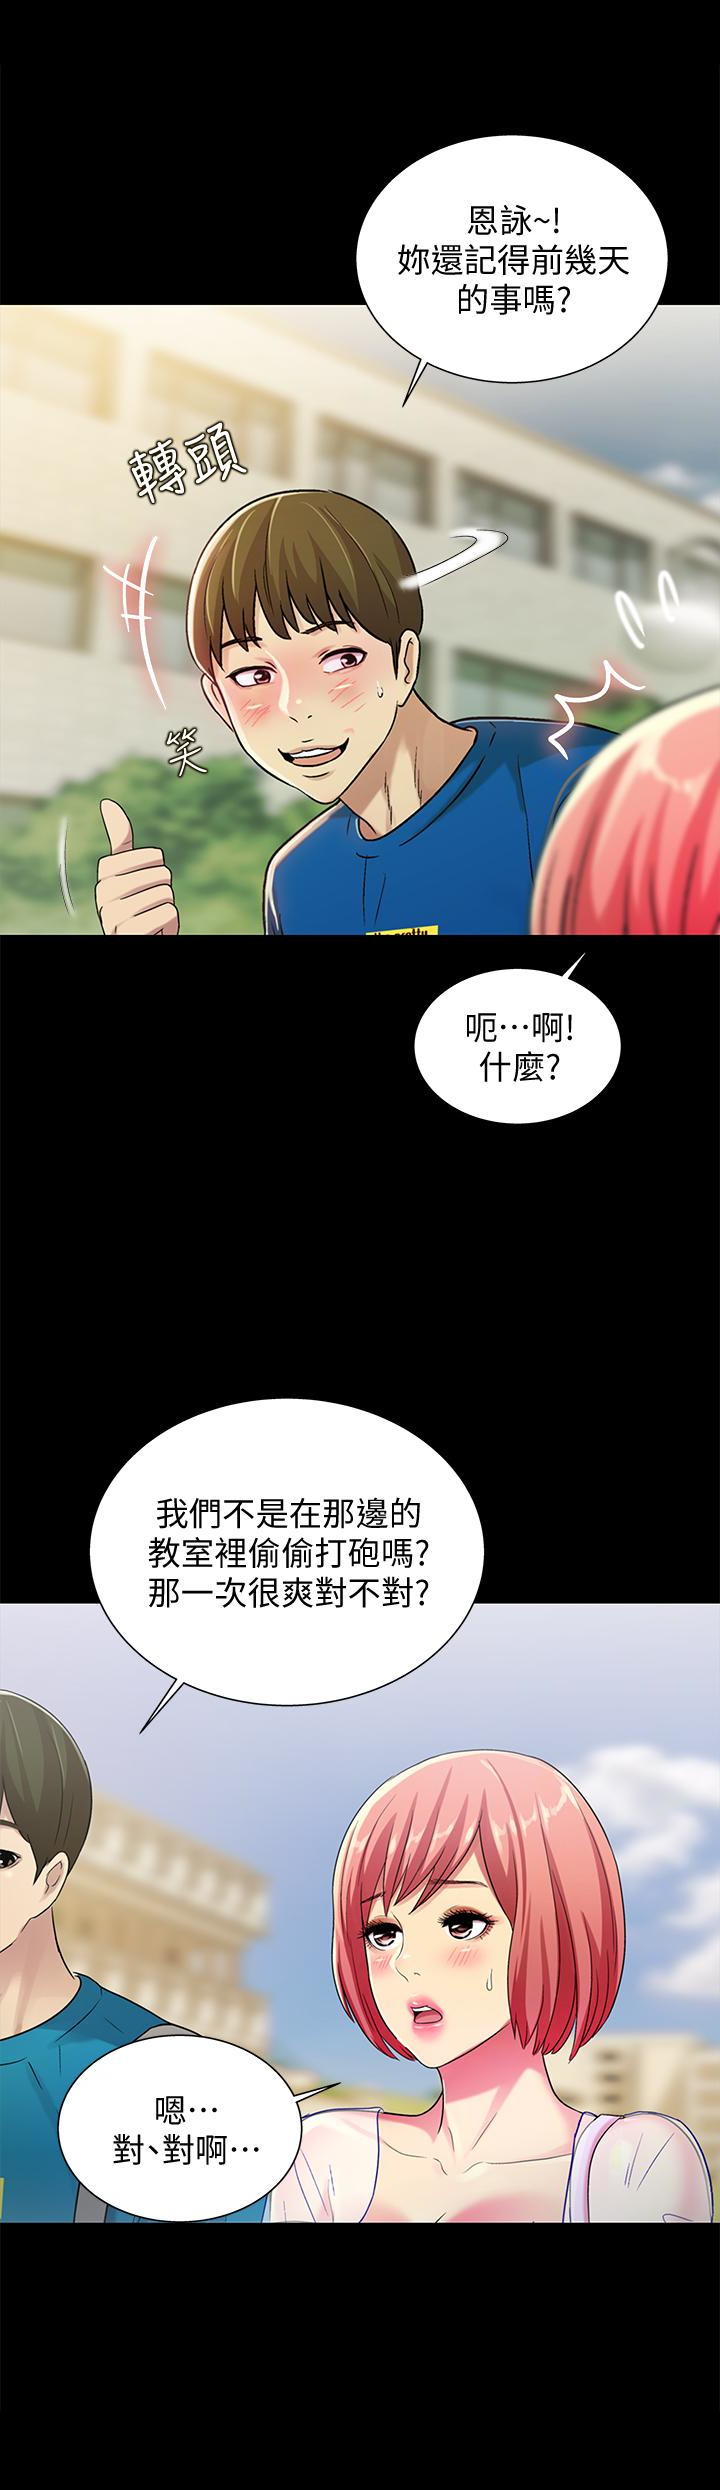 恩詠~!
妳還記得前幾天
的事嗎?
轉頭
笑
呃⋯啊!
什麼?
我們不是在那邊的
教室裡偷偷打砲嗎?
那一次很爽對不對?
嗯⋯
對、對啊⋯